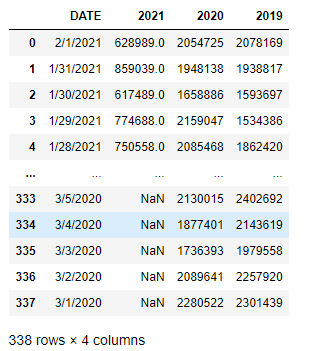 DATE 2021 2020 2019
0 2/1/2021 628989.0 2054725 2078169
1 1/31/2021 859039.0 1948138 1938817
2 1/30/2021 617489.0 1658886 1593697
3 1/29/2021 774688.0 2159047 1534386
4 1/28/2021 750558.0 2085468 1862420
... ... ... ... ...
333 3/5/2020 NaN 2130015 2402692
334 3/4/2020 NaN 1877401 2143619
335 3/3/2020 NaN 1736393 1979558
336 3/2/2020 NaN 2089641 2257920
337 3/1/2020 NaN 2280522 2301439
338 rows × 4 columns